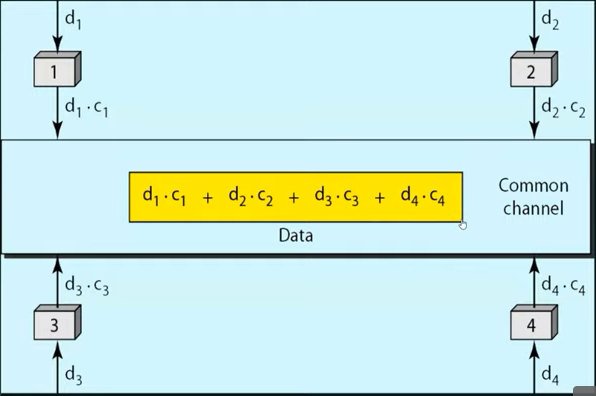 d₁ d₂
1 2
d₁ · c₁ d₂ · c₂
d₁ · c₁ + d₂ · c₂ + d₃ · c₃ + d₄ · c₄
Common
channel
Data
d₃ · c₃ d₄ · c₄
3 4
d₃ d₄